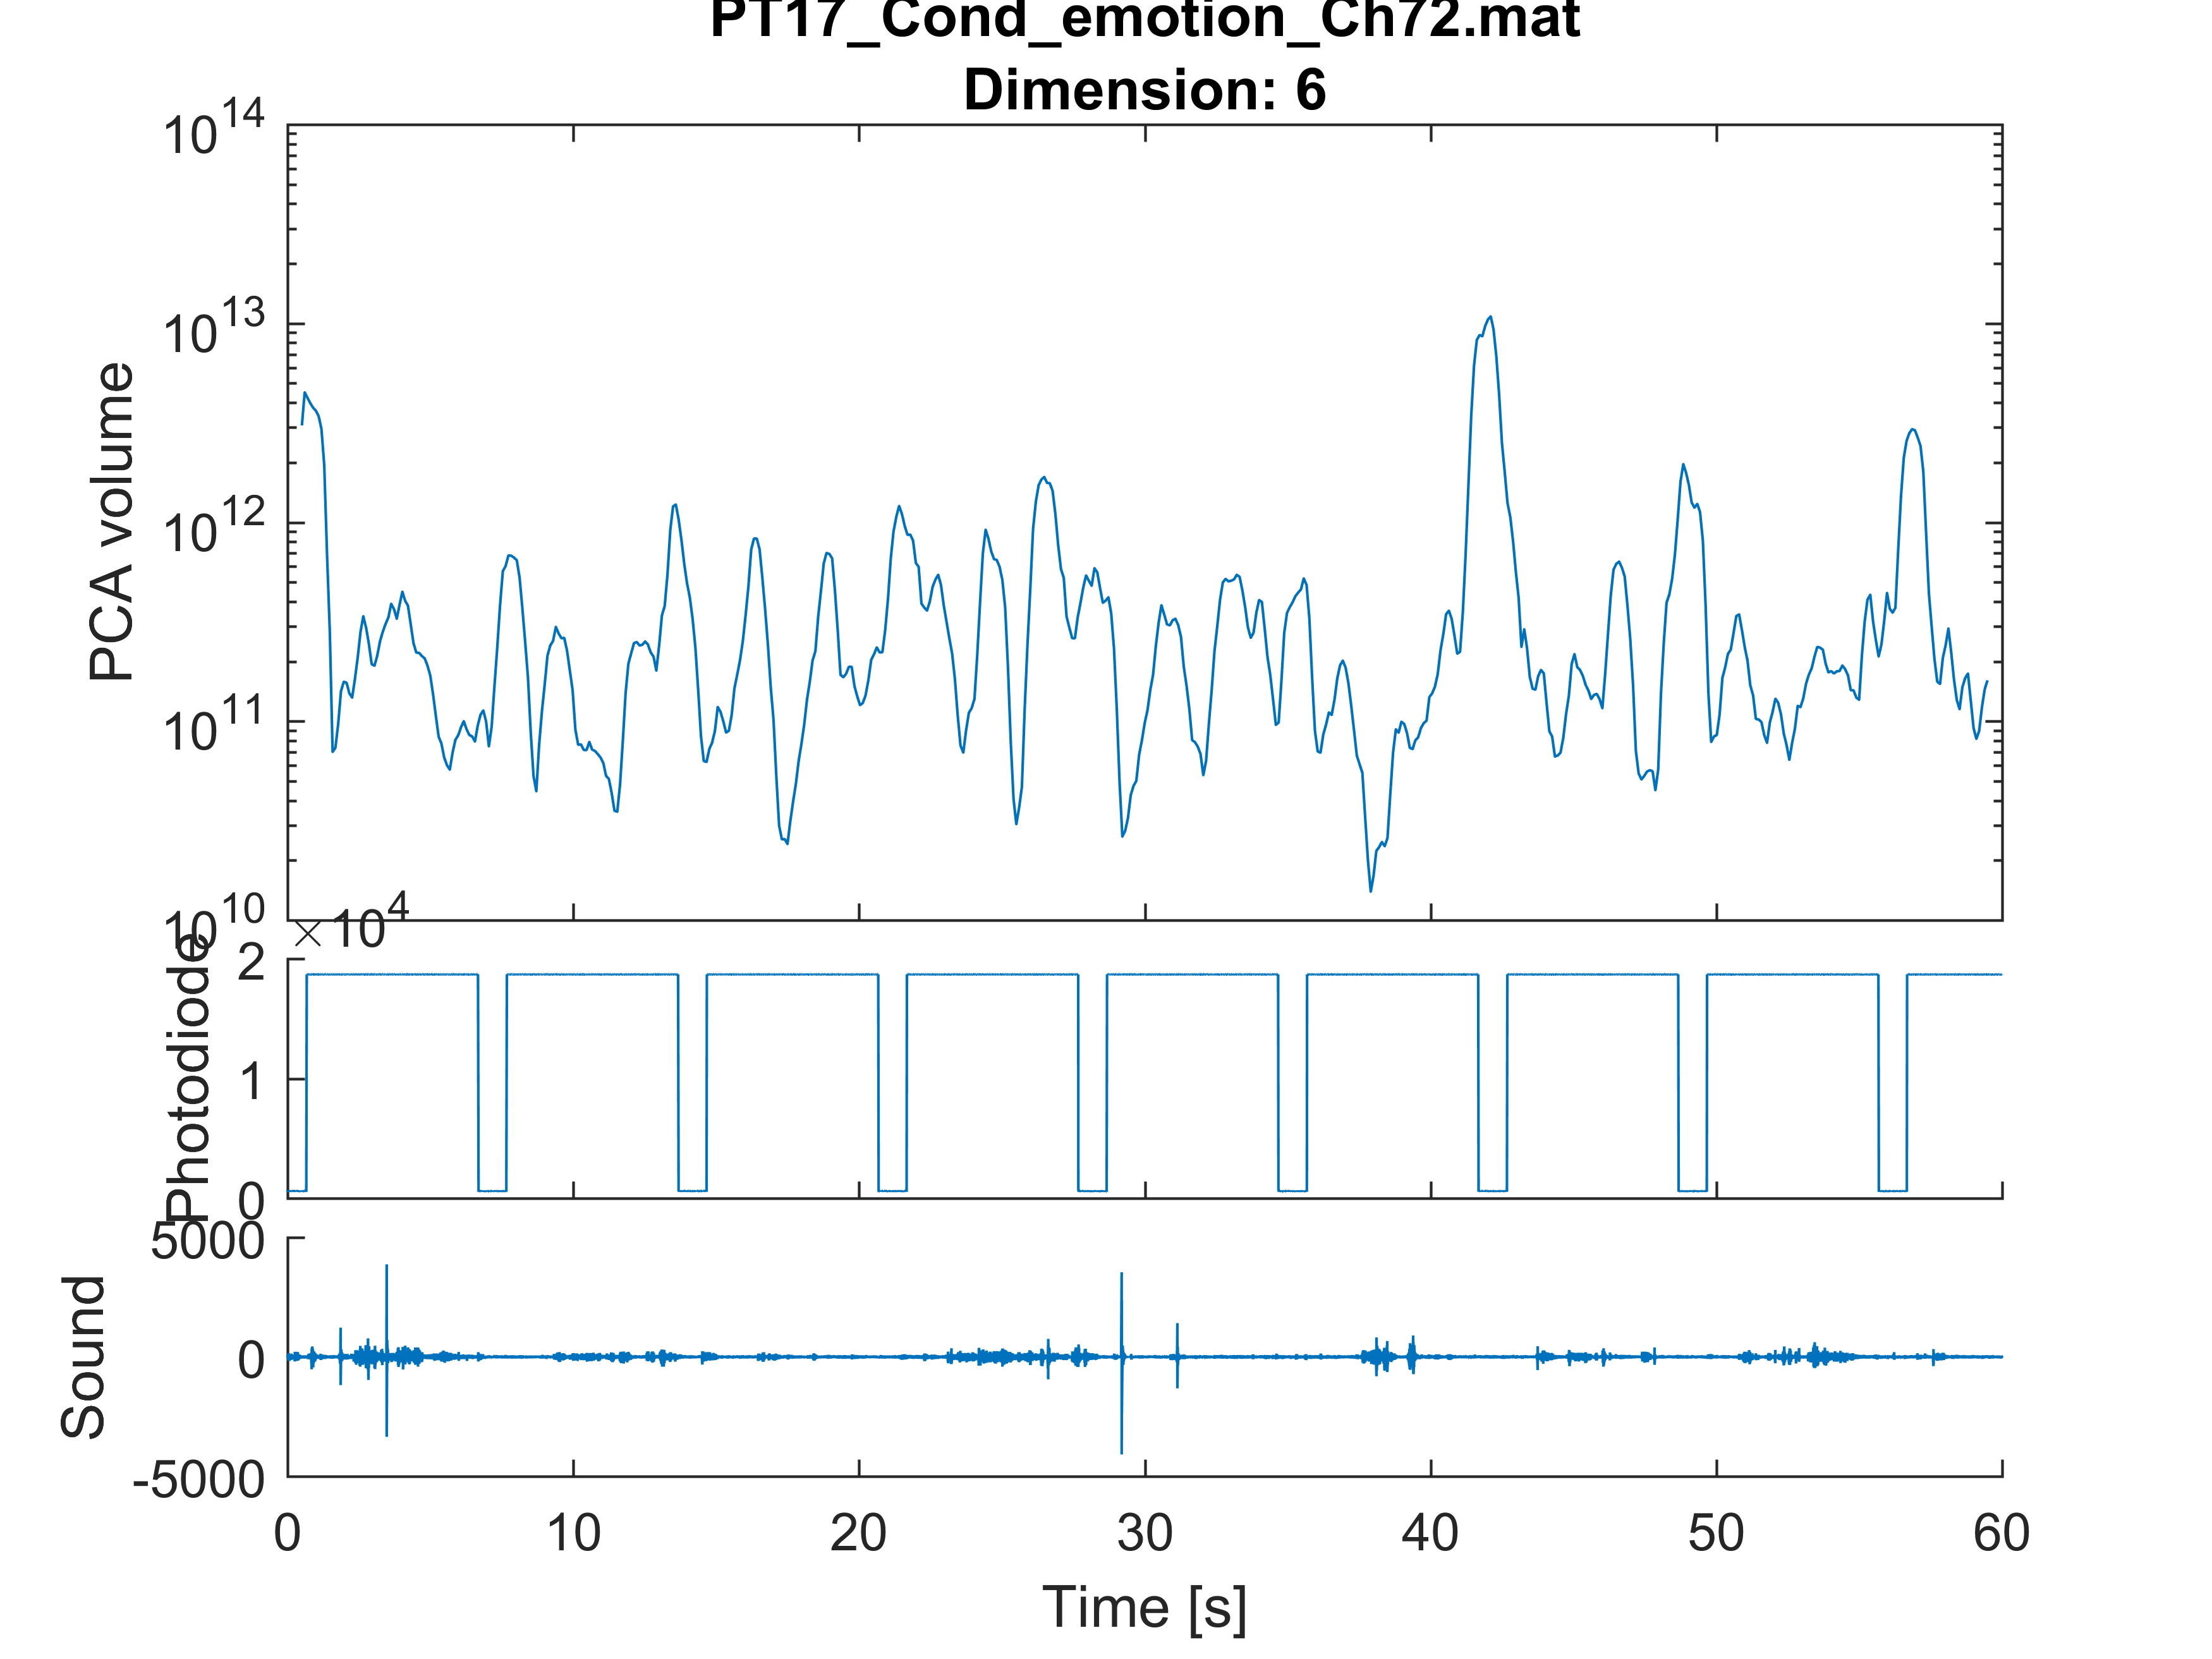 PT17_Cond_emotion_Ch72.mat
Dimension: 6
10^14
10^13
10^12
10^11
10^10
PCA volume
× 10^4
2
1
0
Photodiode
5000
0
-5000
Sound
0 10 20 30 40 50 60
Time [s]